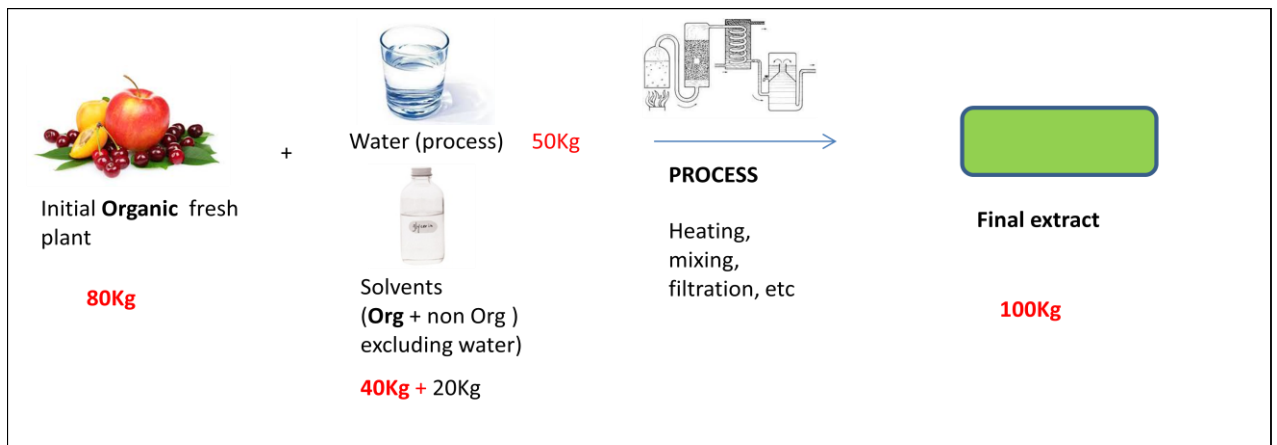 Initial Organic fresh
plant
80Kg
+
Water (process) 50Kg
Solvents
(Org + non Org )
excluding water)
40Kg + 20Kg
PROCESS
Heating,
mixing,
filtration, etc
Final extract
100Kg